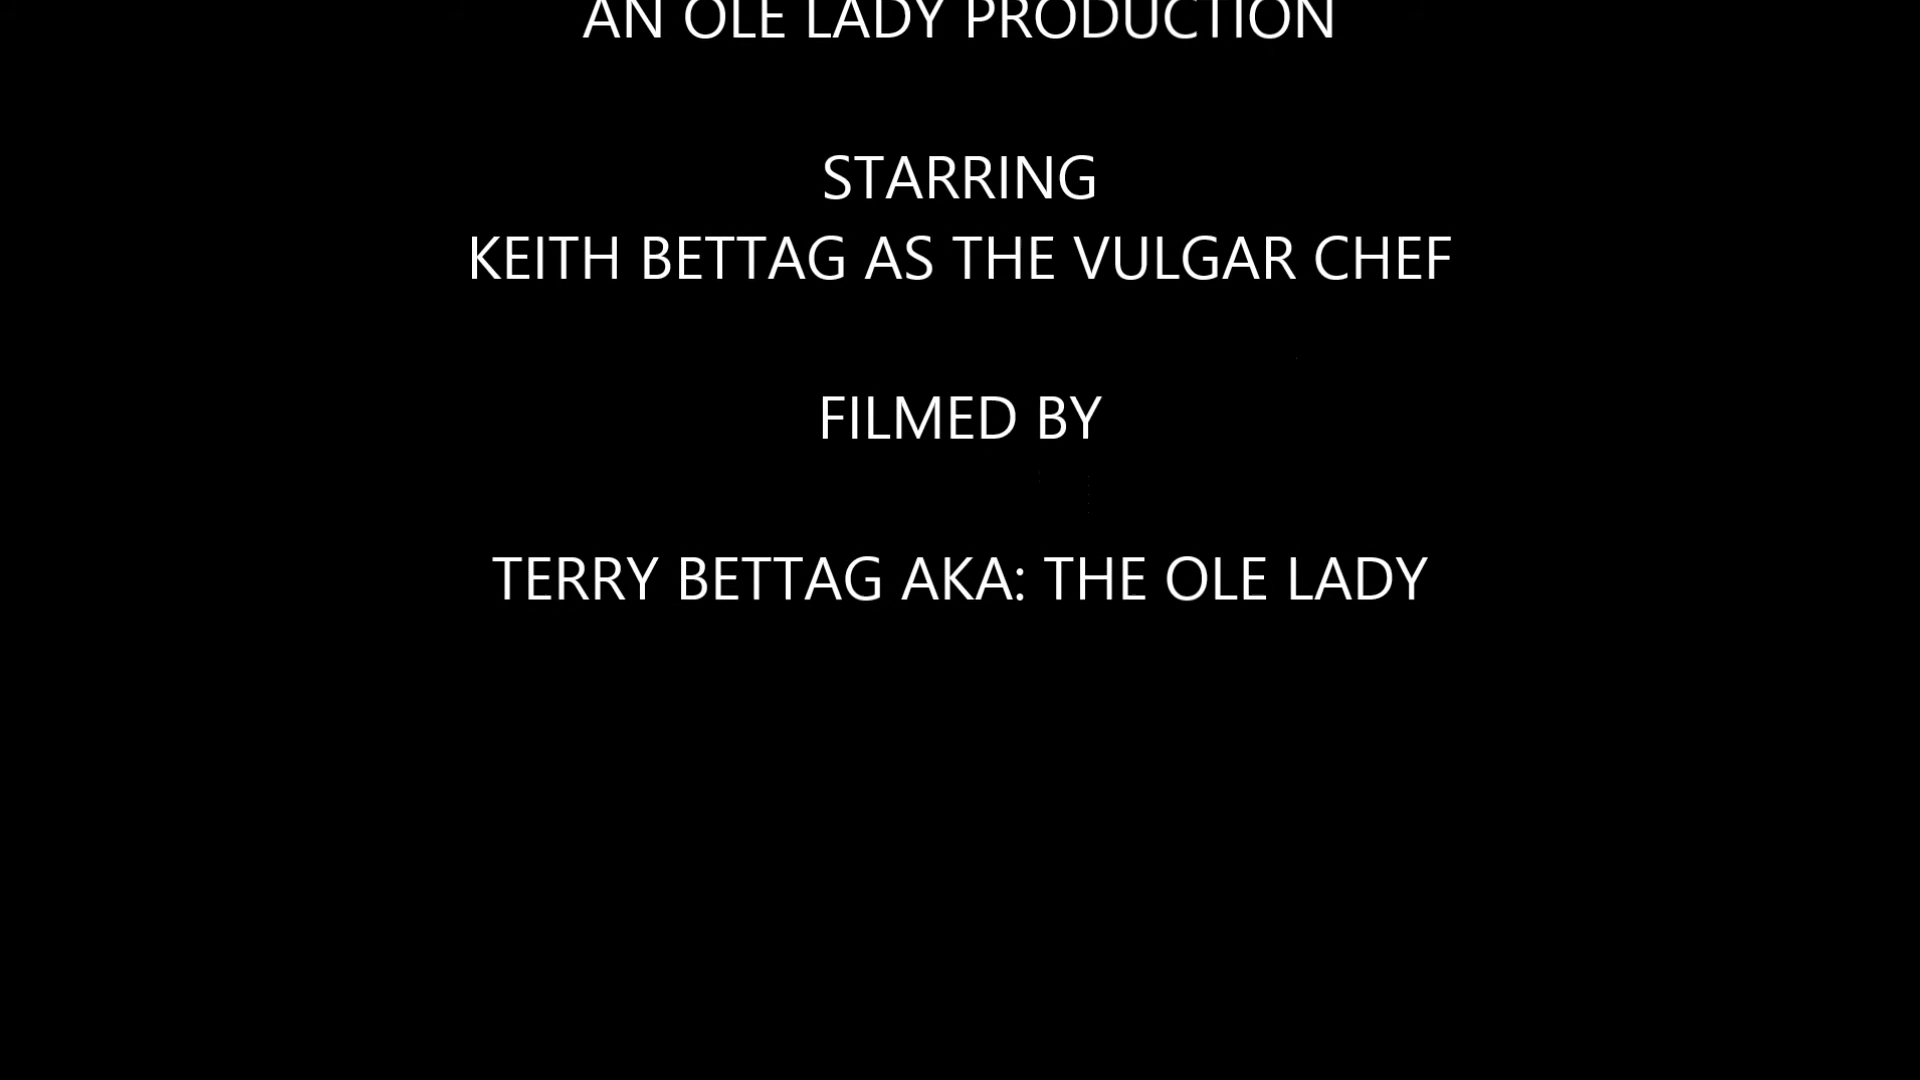 AN OLE LADY PRODUCTION
STARRING
KEITH BETTAG AS THE VULGAR CHEF
FILMED BY
TERRY BETTAG AKA: THE OLE LADY